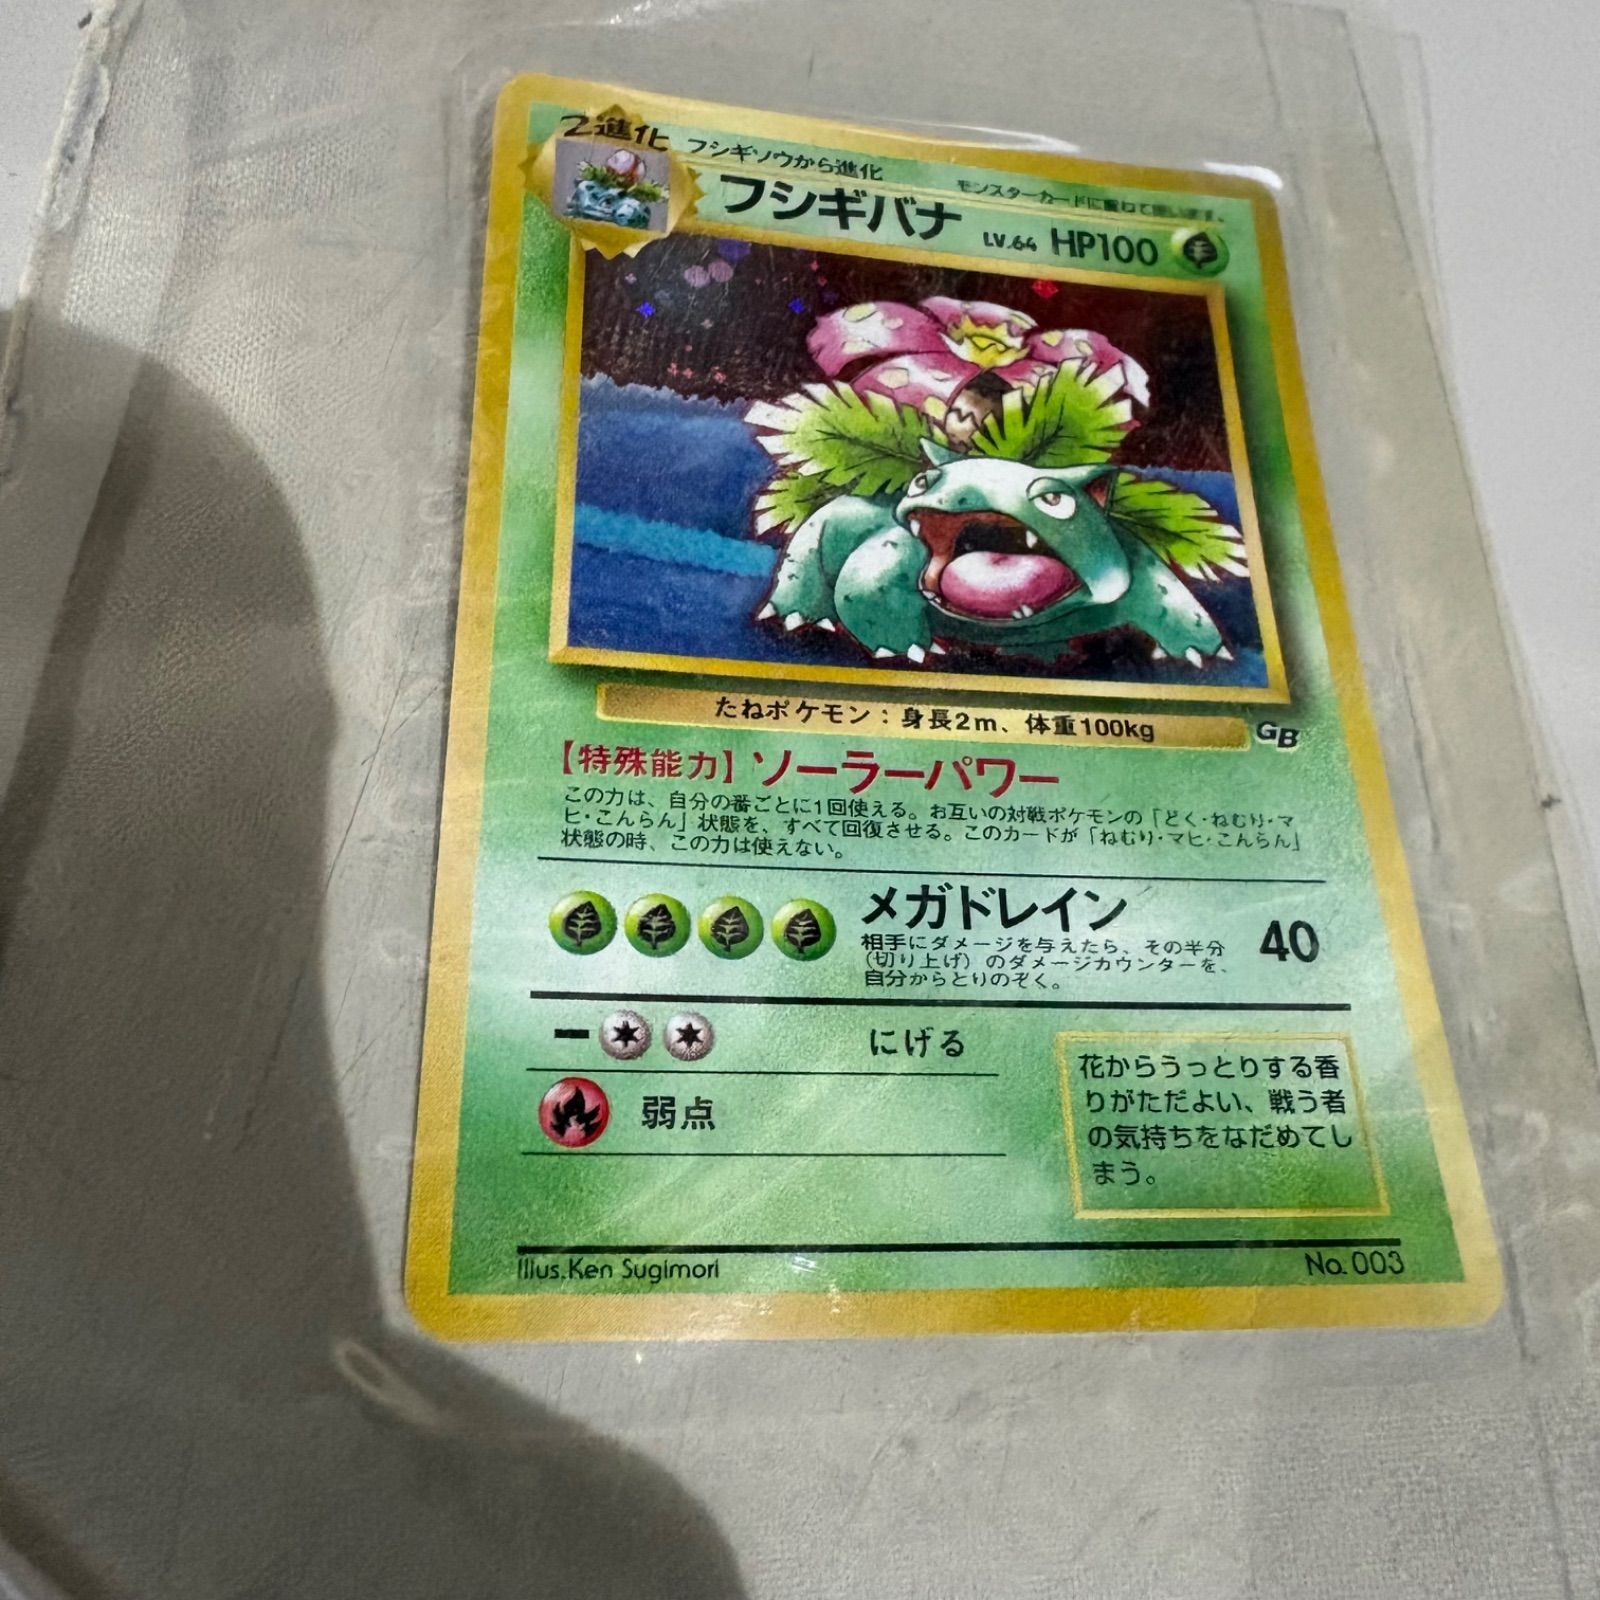 2進化
フシギソウから進化
モンスターカードに重ねて使います。
フシギバナ
LV.64 HP100
たねポケモン：身長2m、体重100kg
GB
【特殊能力】ソーラーパワー
この力は、自分の番ごとに1回使える。お互いの対戦ポケモンの「どく・ねむり・マ
ヒ・こんらん」状態を、すべて回復させる。このカードが「ねむり・マヒ・こんらん」
状態の時、この力は使えない。
メガドレイン
40
相手にダメージを与えたら、その半分
（切り上げ）のダメージカウンターを、
自分からとりのぞく。
にげる
弱点
花からうっとりする香
りがただよい、戦う者
の気持ちをなだめてし
まう。
Illus.Ken Sugimori
No.003